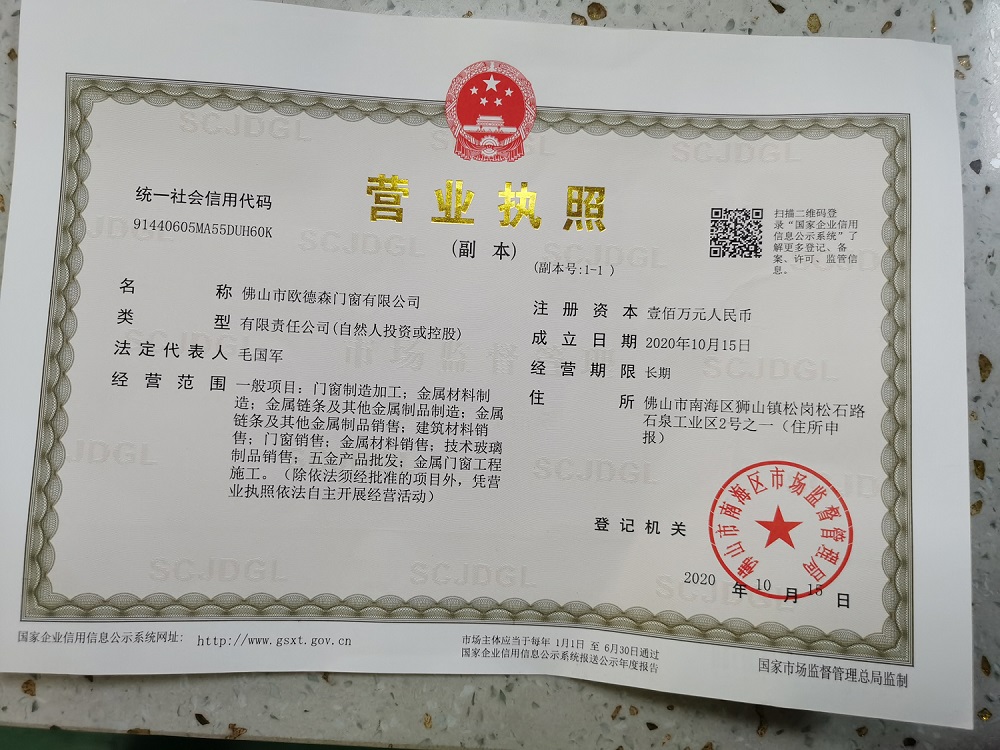 营业执照
(副 本)
(副本号:1-1 )
统一社会信用代码
91440605MA55DUH60K
扫描二维码登
录“国家企业信用
信息公示系统”了
解更多登记、备
案、许可、监管信
息。
名 称 佛山市欧德森门窗有限公司
类 型 有限责任公司(自然人投资或控股)
法定代表人 毛国军
经营范围 一般项目：门窗制造加工；金属材料制
造；金属链条及其他金属制品制造；金属
链条及其他金属制品销售；建筑材料销
售；门窗销售；金属材料销售；技术玻璃
制品销售；五金产品批发；金属门窗工程
施工。（除依法须经批准的项目外，凭营
业执照依法自主开展经营活动）
注册资本 壹佰万元人民币
成立日期 2020年10月15日
经营期限 长期
住 所 佛山市南海区狮山镇松岗松石路
石泉工业区2号之一（住所申
报）
登记机关
佛山市南海区市场监督管理局
2020 年 10 月 15 日
国家企业信用信息公示系统网址: http://www.gsxt.gov.cn
市场主体应当于每年 1月1日 至 6月30日通过
国家企业信用信息公示系统报送公示年度报告
国家市场监督管理总局监制
SCJDGL
SCJDGL
SCJDGL
SCJDGL
SCJDGL
市场监督管理
SCJDGL
SCJDGL
SCJDGL
SCJDGL
SCJDGL